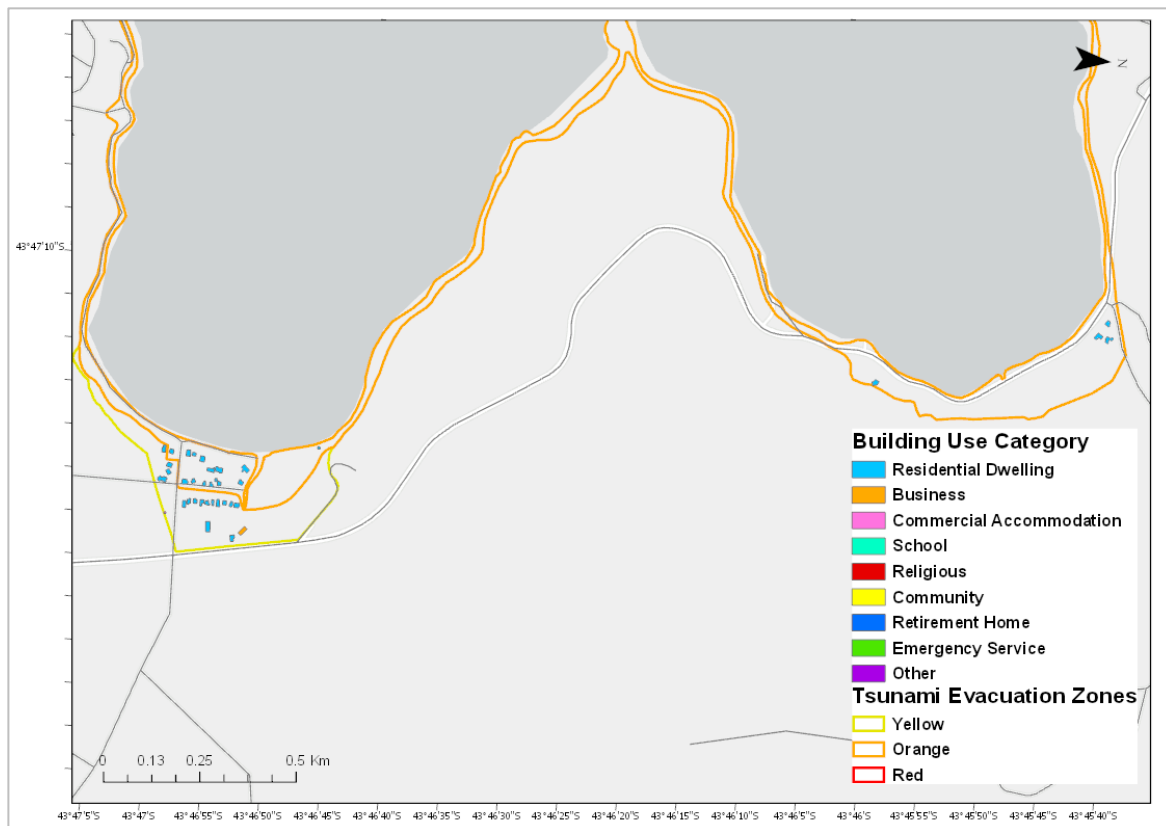 N
43°47'10"S
Building Use Category
Residential Dwelling
Business
Commercial Accommodation
School
Religious
Community
Retirement Home
Emergency Service
Other
Tsunami Evacuation Zones
Yellow
Orange
Red
0 0.13 0.25 0.5 Km
43°47'5"S 43°47'S 43°46'55"S 43°46'50"S 43°46'45"S 43°46'40"S 43°46'35"S 43°46'30"S 43°46'25"S 43°46'20"S 43°46'15"S 43°46'10"S 43°46'5"S 43°46'S 43°45'55"S 43°45'50"S 43°45'45"S 43°45'40"S